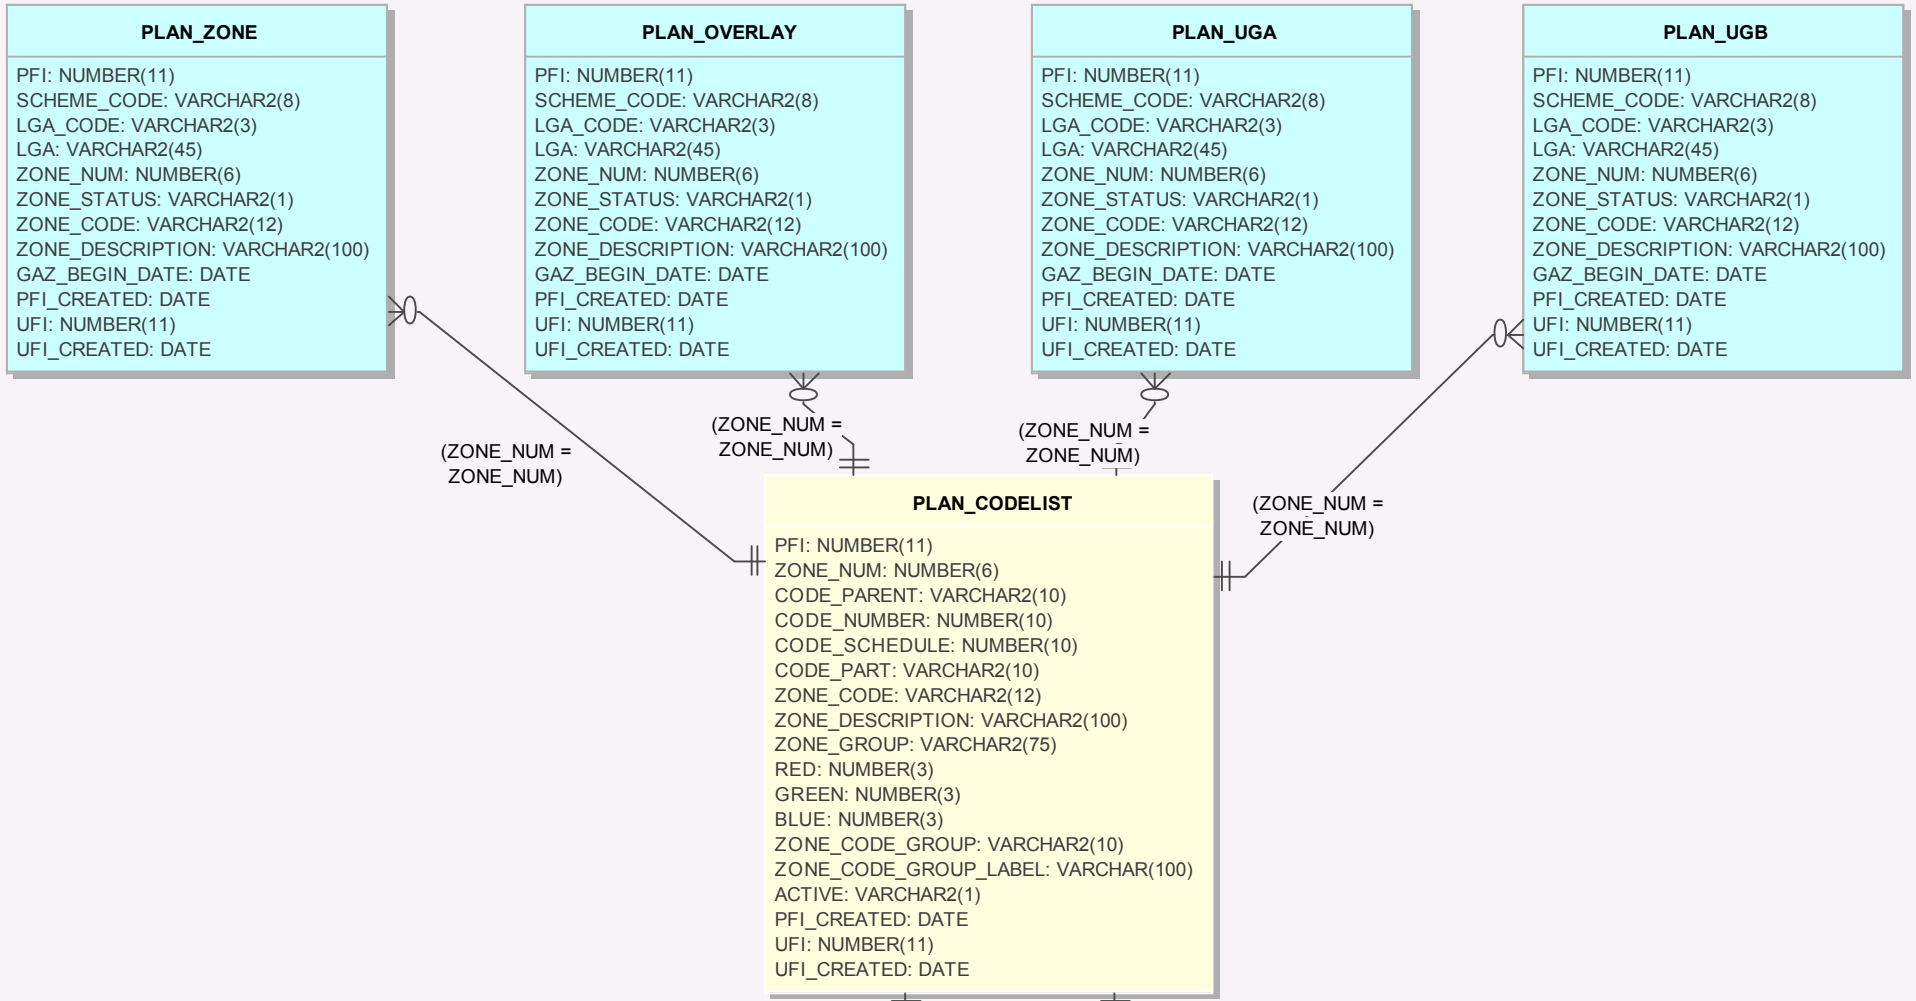 PLAN_ZONE
PFI: NUMBER(11)
SCHEME_CODE: VARCHAR2(8)
LGA_CODE: VARCHAR2(3)
LGA: VARCHAR2(45)
ZONE_NUM: NUMBER(6)
ZONE_STATUS: VARCHAR2(1)
ZONE_CODE: VARCHAR2(12)
ZONE_DESCRIPTION: VARCHAR2(100)
GAZ_BEGIN_DATE: DATE
PFI_CREATED: DATE
UFI: NUMBER(11)
UFI_CREATED: DATE
PLAN_OVERLAY
PFI: NUMBER(11)
SCHEME_CODE: VARCHAR2(8)
LGA_CODE: VARCHAR2(3)
LGA: VARCHAR2(45)
ZONE_NUM: NUMBER(6)
ZONE_STATUS: VARCHAR2(1)
ZONE_CODE: VARCHAR2(12)
ZONE_DESCRIPTION: VARCHAR2(100)
GAZ_BEGIN_DATE: DATE
PFI_CREATED: DATE
UFI: NUMBER(11)
UFI_CREATED: DATE
PLAN_UGA
PFI: NUMBER(11)
SCHEME_CODE: VARCHAR2(8)
LGA_CODE: VARCHAR2(3)
LGA: VARCHAR2(45)
ZONE_NUM: NUMBER(6)
ZONE_STATUS: VARCHAR2(1)
ZONE_CODE: VARCHAR2(12)
ZONE_DESCRIPTION: VARCHAR2(100)
GAZ_BEGIN_DATE: DATE
PFI_CREATED: DATE
UFI: NUMBER(11)
UFI_CREATED: DATE
PLAN_UGB
PFI: NUMBER(11)
SCHEME_CODE: VARCHAR2(8)
LGA_CODE: VARCHAR2(3)
LGA: VARCHAR2(45)
ZONE_NUM: NUMBER(6)
ZONE_STATUS: VARCHAR2(1)
ZONE_CODE: VARCHAR2(12)
ZONE_DESCRIPTION: VARCHAR2(100)
GAZ_BEGIN_DATE: DATE
PFI_CREATED: DATE
UFI: NUMBER(11)
UFI_CREATED: DATE
(ZONE_NUM =
ZONE_NUM)
(ZONE_NUM =
ZONE_NUM)
(ZONE_NUM =
ZONE_NUM)
(ZONE_NUM =
ZONE_NUM)
PLAN_CODELIST
PFI: NUMBER(11)
ZONE_NUM: NUMBER(6)
CODE_PARENT: VARCHAR2(10)
CODE_NUMBER: NUMBER(10)
CODE_SCHEDULE: NUMBER(10)
CODE_PART: VARCHAR2(10)
ZONE_CODE: VARCHAR2(12)
ZONE_DESCRIPTION: VARCHAR2(100)
ZONE_GROUP: VARCHAR2(75)
RED: NUMBER(3)
GREEN: NUMBER(3)
BLUE: NUMBER(3)
ZONE_CODE_GROUP: VARCHAR2(10)
ZONE_CODE_GROUP_LABEL: VARCHAR(100)
ACTIVE: VARCHAR2(1)
PFI_CREATED: DATE
UFI: NUMBER(11)
UFI_CREATED: DATE